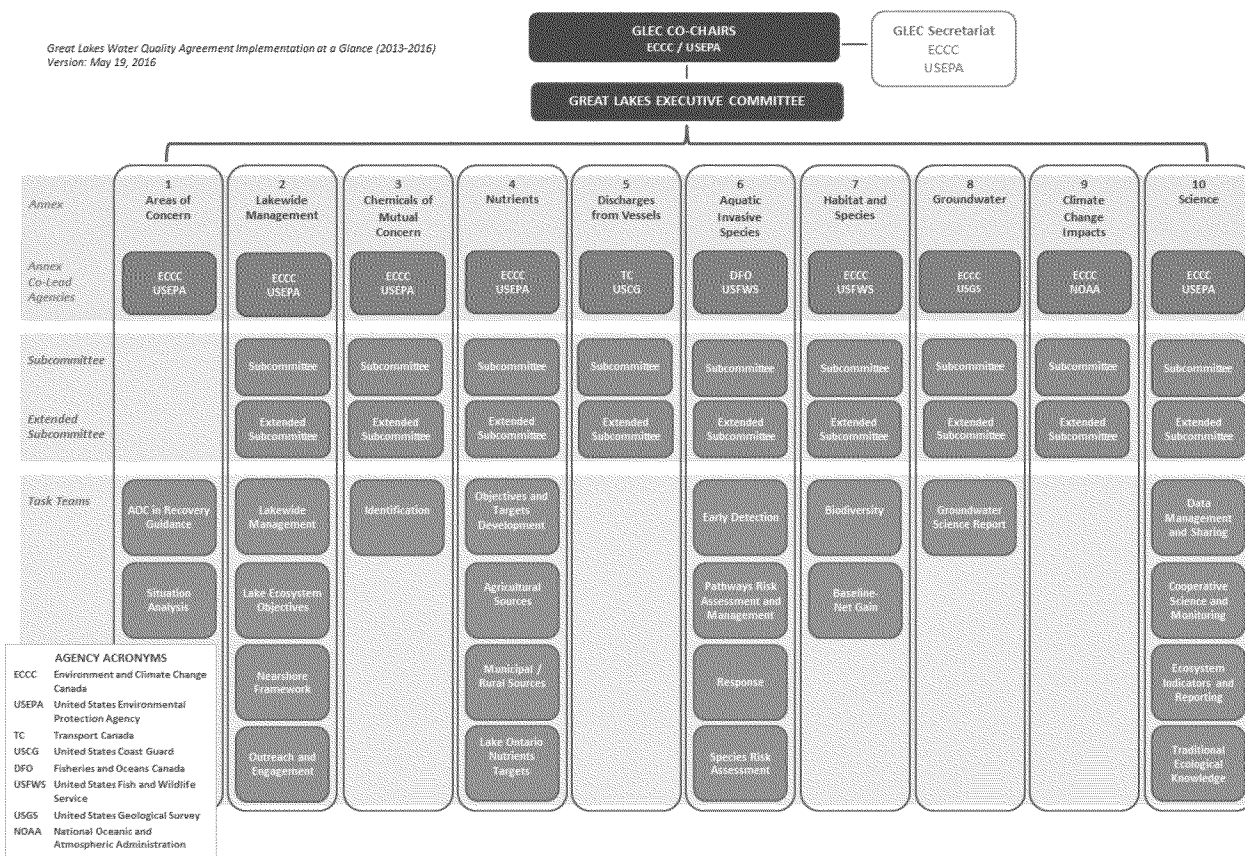 Great Lakes Water Quality Agreement Implementation at a Glance (2013-2016)
Version: May 19, 2016
GLEC CO-CHAIRS
ECCC / USEPA
GLEC Secretariat
ECCC
USEPA
GREAT LAKES EXECUTIVE COMMITTEE
Annex
1
Areas of
Concern
2
Lakewide
Management
3
Chemicals of
Mutual
Concern
4
Nutrients
5
Discharges
from Vessels
6
Aquatic
Invasive
Species
7
Habitat and
Species
8
Groundwater
9
Climate
Change
Impacts
10
Science
Annex
Co-Lead
Agencies
ECCC
USEPA
ECCC
USEPA
ECCC
USEPA
ECCC
USEPA
TC
USCG
DFO
USFWS
ECCC
USFWS
ECCC
USGS
ECCC
NOAA
ECCC
USEPA
Subcommittee
Subcommittee
Subcommittee
Subcommittee
Subcommittee
Subcommittee
Subcommittee
Subcommittee
Subcommittee
Subcommittee
Extended
Subcommittee
Extended
Subcommittee
Extended
Subcommittee
Extended
Subcommittee
Extended
Subcommittee
Extended
Subcommittee
Extended
Subcommittee
Extended
Subcommittee
Extended
Subcommittee
Extended
Subcommittee
Task Teams
AOC in Recovery
Guidance
Lakewide
Management
Identification
Objectives and
Targets
Development
Early Detection
Biodiversity
Groundwater
Science Report
Data
Management
and Sharing
Situation
Analysis
Lake Ecosystem
Objectives
Agricultural
Sources
Pathways Risk
Assessment and
Management
Baseline-
Net Gain
Cooperative
Science and
Monitoring
Nearshore
Framework
Municipal /
Rural Sources
Response
Ecosystem
Indicators and
Reporting
Outreach and
Engagement
Lake Ontario
Nutrients
Targets
Species Risk
Assessment
Traditional
Ecological
Knowledge
AGENCY ACRONYMS
ECCC Environment and Climate Change
Canada
USEPA United States Environmental
Protection Agency
TC Transport Canada
USCG United States Coast Guard
DFO Fisheries and Oceans Canada
USFWS United States Fish and Wildlife
Service
USGS United States Geological Survey
NOAA National Oceanic and
Atmospheric Administration